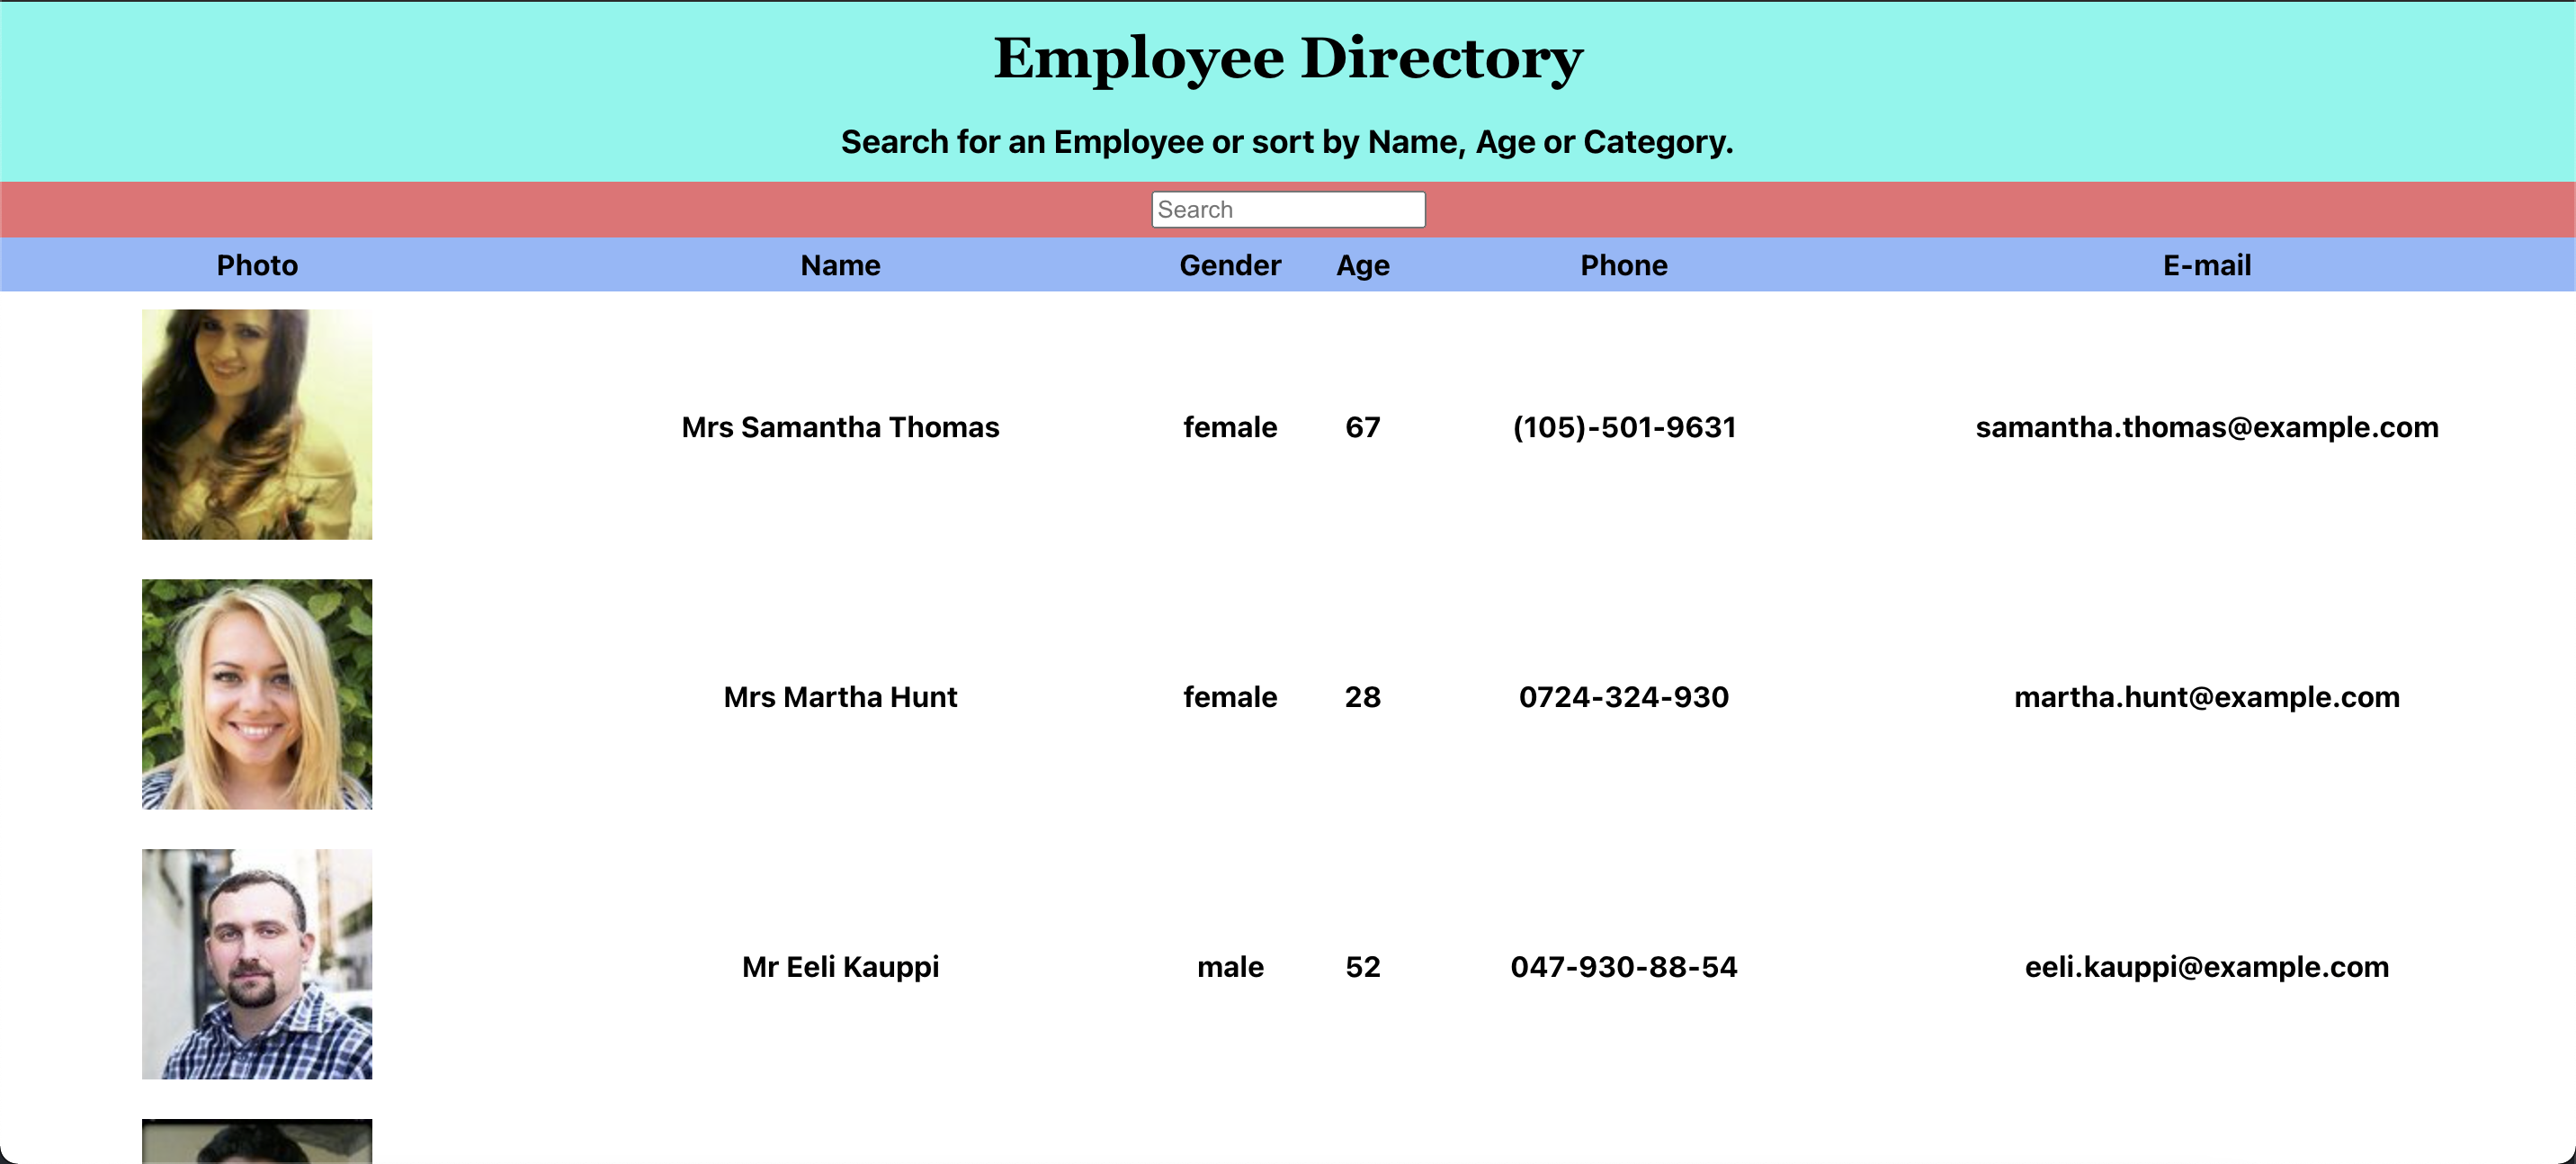 Employee Directory
Search for an Employee or sort by Name, Age or Category.
Search
Photo Name Gender Age Phone E-mail
Mrs Samantha Thomas female 67 (105)-501-9631 samantha.thomas@example.com
Mrs Martha Hunt female 28 0724-324-930 martha.hunt@example.com
Mr Eeli Kauppi male 52 047-930-88-54 eeli.kauppi@example.com